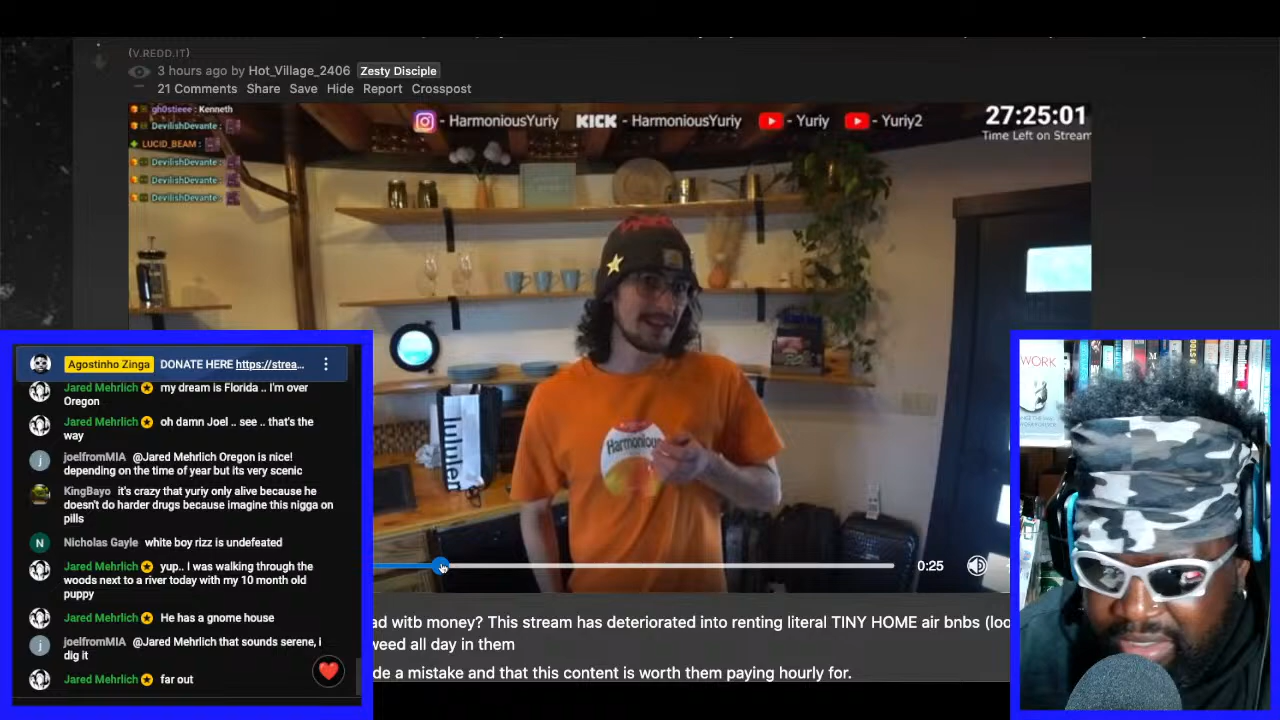 (V.REDD.IT)
3 hours ago by Hot_Village_2406 Zesty Disciple
21 Comments Share Save Hide Report Crosspost
gh0stieee : Kenneth
DevilishDevante :
LUCID_BEAM :
DevilishDevante :
DevilishDevante :
DevilishDevante :
- HarmoniousYuriy KICK - HarmoniousYuriy - Yuriy - Yuriy2
27:25:01
Time Left on Stream
lululem
Harmonious
0:25
ad witb money? This stream has deteriorated into renting literal TINY HOME air bnbs (loo
weed all day in them
de a mistake and that this content is worth them paying hourly for.
Agostinho Zinga DONATE HERE https://strea...
Jared Mehrlich my dream is Florida .. I'm over
Oregon
Jared Mehrlich oh damn Joel .. see .. that's the
way
joelfromMIA @Jared Mehrlich Oregon is nice!
depending on the time of year but its very scenic
KingBayo it's crazy that yuriy only alive because he
doesn't do harder drugs because imagine this nigga on
pills
N Nicholas Gayle white boy rizz is undefeated
Jared Mehrlich yup.. I was walking through the
woods next to a river today with my 10 month old
puppy
Jared Mehrlich He has a gnome house
j joelfromMIA @Jared Mehrlich that sounds serene, i
dig it
Jared Mehrlich far out
WORK